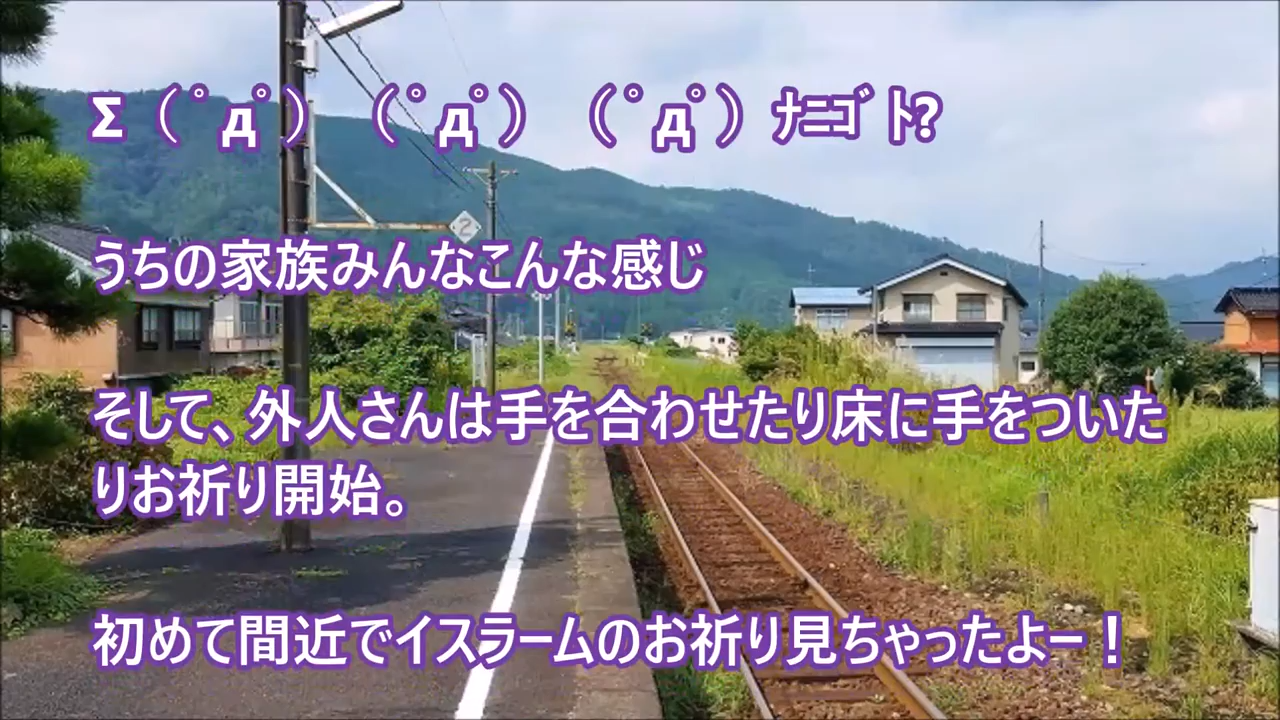 Σ（ ﾟдﾟ）（ ﾟдﾟ）（ ﾟдﾟ）ﾅﾆｺﾞﾄ?
うちの家族みんなこんな感じ
2
そして、外人さんは手を合わせたり床に手をついた
りお祈り開始。
初めて間近でイスラームのお祈り見ちゃったよー！